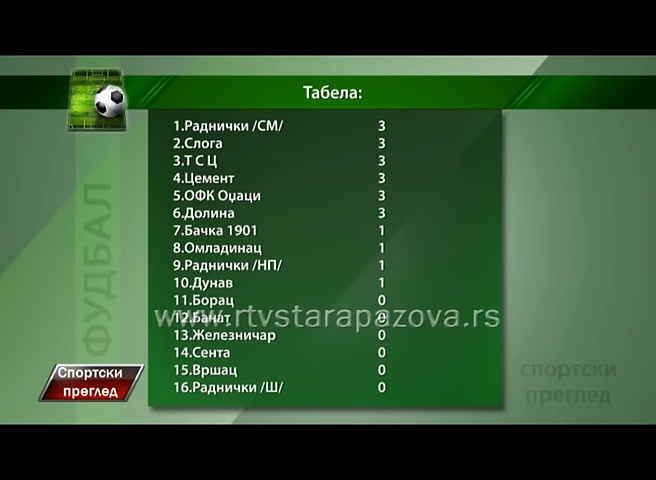 Табела:
1.Раднички /СМ/ 3
2.Слога 3
3.Т С Ц 3
4.Цемент 3
5.ОФК Оџаци 3
6.Долина 3
7.Бачка 1901 1
8.Омладинац 1
9.Раднички /НП/ 1
10.Дунав 1
11.Борац 0
www.rtvstarapazova.rs
12.Банат 0
13.Железничар 0
14.Сента 0
15.Вршац 0
16.Раднички /Ш/ 0
ФУДБАЛ
Спортски
преглед
спортски
преглед